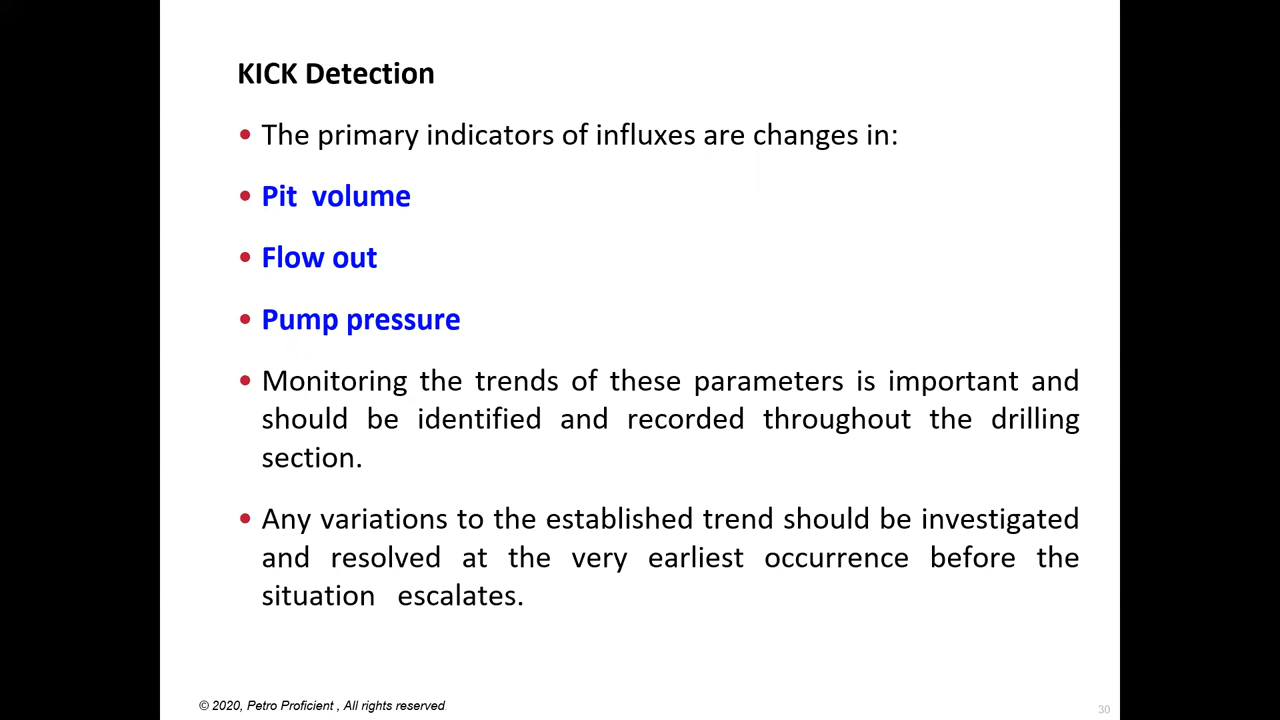 KICK Detection
• The primary indicators of influxes are changes in:
• Pit  volume
• Flow out
• Pump pressure
• Monitoring the trends of these parameters is important and
should be identified and recorded throughout the drilling
section.
• Any variations to the established trend should be investigated
and resolved at the very earliest occurrence before the
situation  escalates.
© 2020, Petro Proficient , All rights reserved
30